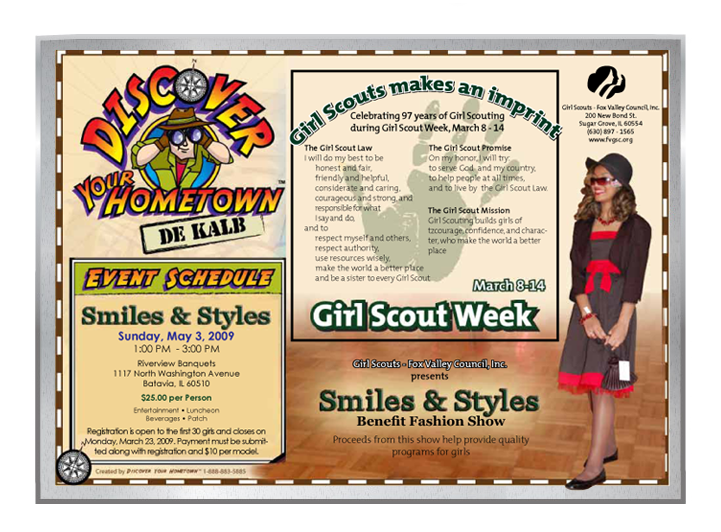 DISCOVER
YOUR
HOMETOWN™
DE KALB
EVENT SCHEDULE
Smiles & Styles
Sunday, May 3, 2009
1:00 PM - 3:00 PM
Riverview Banquets
1117 North Washington Avenue
Batavia, IL 60510
$25.00 per Person
Entertainment • Luncheon
Beverages • Patch
Registration is open to the first 30 girls and closes on
Monday, March 23, 2009. Payment must be submit-
ted along with registration and $10 per model.
Created by DISCOVER YOUR HOMETOWN™ 1-888-883-3885
Girl Scouts makes an imprint
Celebrating 97 years of Girl Scouting
during Girl Scout Week, March 8 - 14
The Girl Scout Law
I will do my best to be
honest and fair,
friendly and helpful,
considerate and caring,
courageous and strong, and
responsible for what
I say and do,
and to
respect myself and others,
respect authority,
use resources wisely,
make the world a better place
and be a sister to every Girl Scout
The Girl Scout Promise
On my honor, I will try
to serve God and my country,
to help people at all times,
and to live by the Girl Scout Law.
The Girl Scout Mission
Girl Scouting builds girls of
tzcourage, confidence, and charac-
ter, who make the world a better
place
March 8-14
Girl Scout Week
Girl Scouts - Fox Valley Council, Inc.
presents
Smiles & Styles
Benefit Fashion Show
Proceeds from this show help provide quality
programs for girls
Girl Scouts - Fox Valley Council, Inc.
200 New Bond St.
Sugar Grove, IL 60554
(630) 897 - 1565
www.fvgsc.org